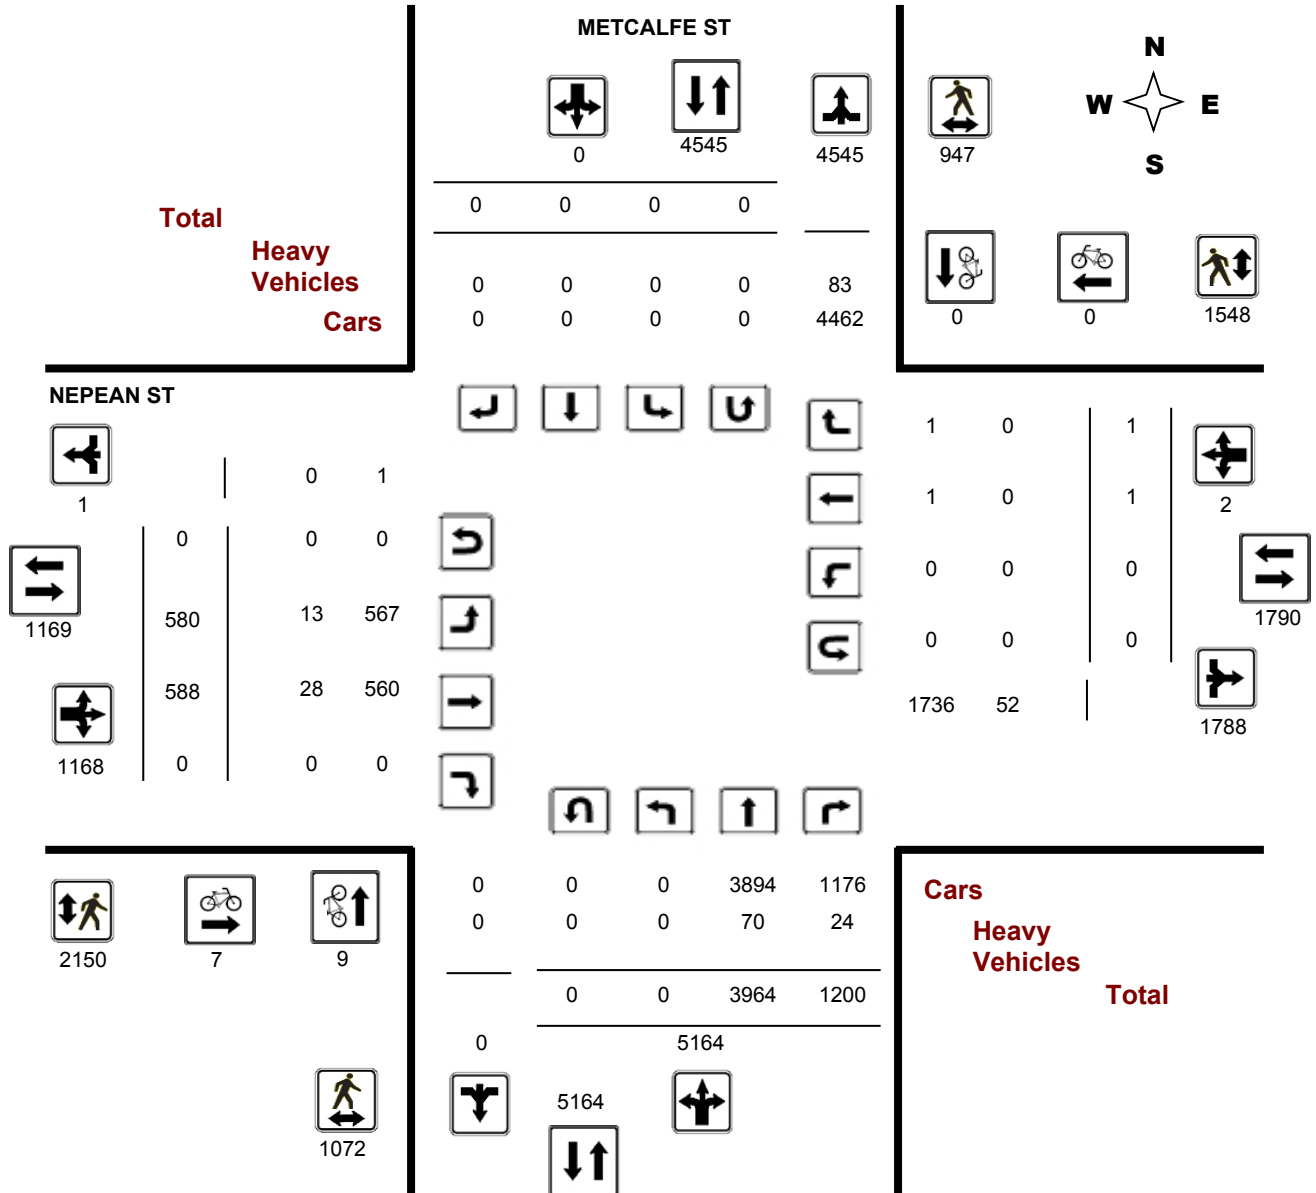 METCALFE ST
N
W E
S
0 4545 4545 947
Total
0 0 0 0
Heavy
Vehicles
0 0 0 0 83
Cars
0 0 0 0 4462
0 0 1548
NEPEAN ST
1 0 1
1
0 1
1 0 1
2
0 0 0
0 0 0
1169
580 13 567
1790
0 0 0
588 28 560
1736 52
1788
1168
0 0 0
0 0 0 3894 1176
0 0 0 70 24
Cars
Heavy
Vehicles
Total
2150 7 9
0 0 3964 1200
0 5164
5164
1072